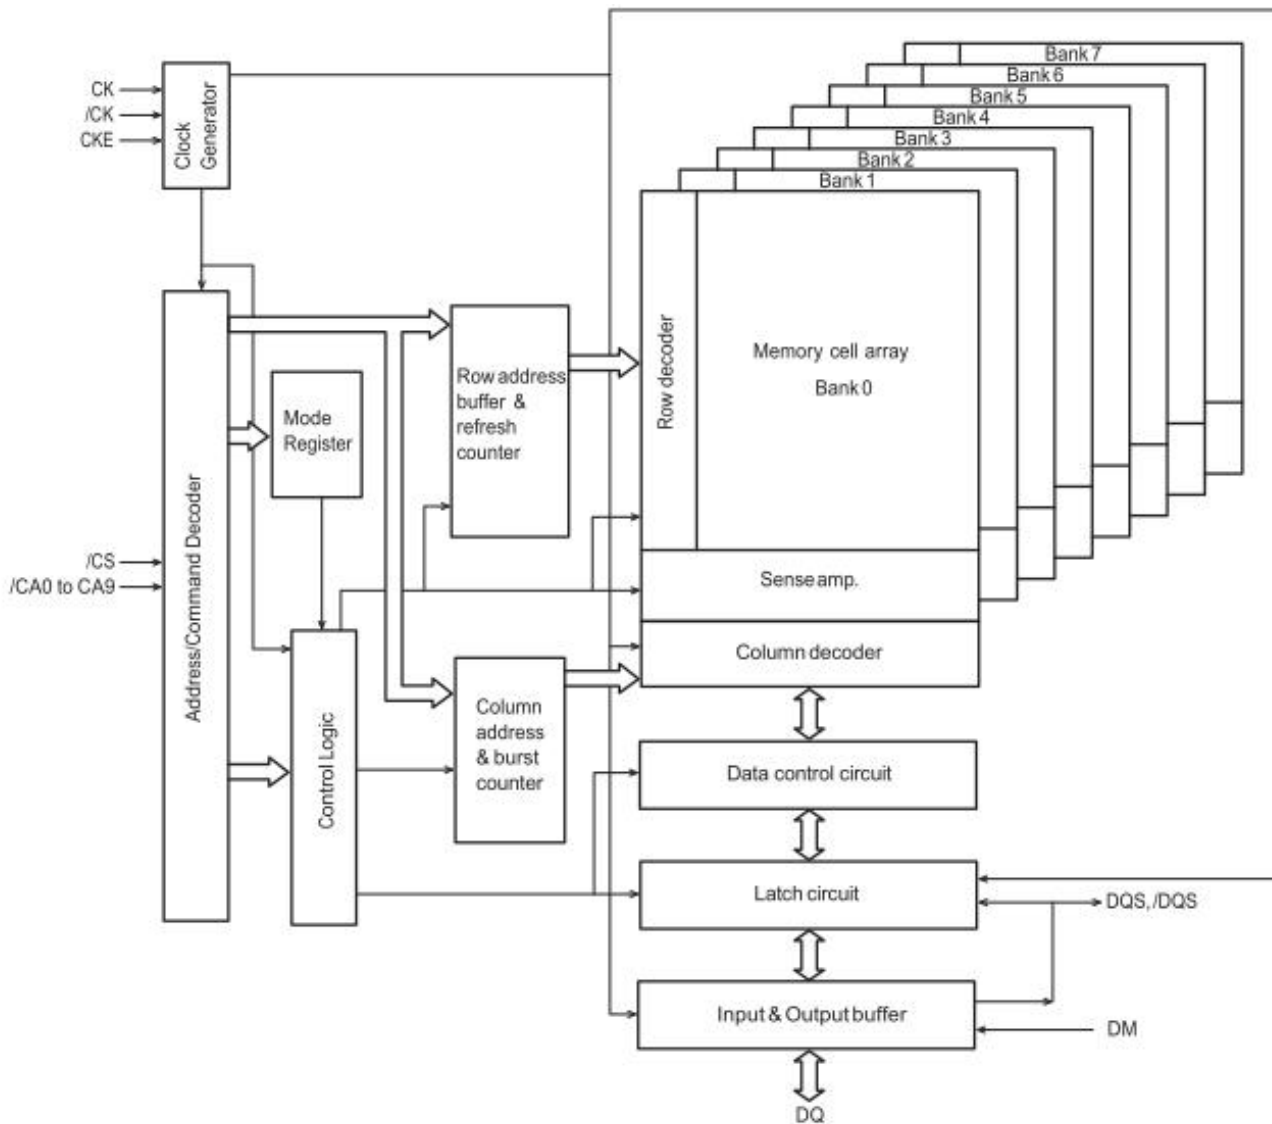 Bank 7
Bank 6
Bank 5
Bank 4
Bank 3
Bank 2
Bank 1
CK
/CK
CKE
Clock
Generator
Row decoder
Memory cell array
Bank 0
Row address
buffer &
refresh
counter
Mode
Register
Address/Command Decoder
/CS
/CA0 to CA9
Sense amp.
Column decoder
Control Logic
Column
address
& burst
counter
Data control circuit
Latch circuit
DQS, /DQS
Input & Output buffer
DM
DQ